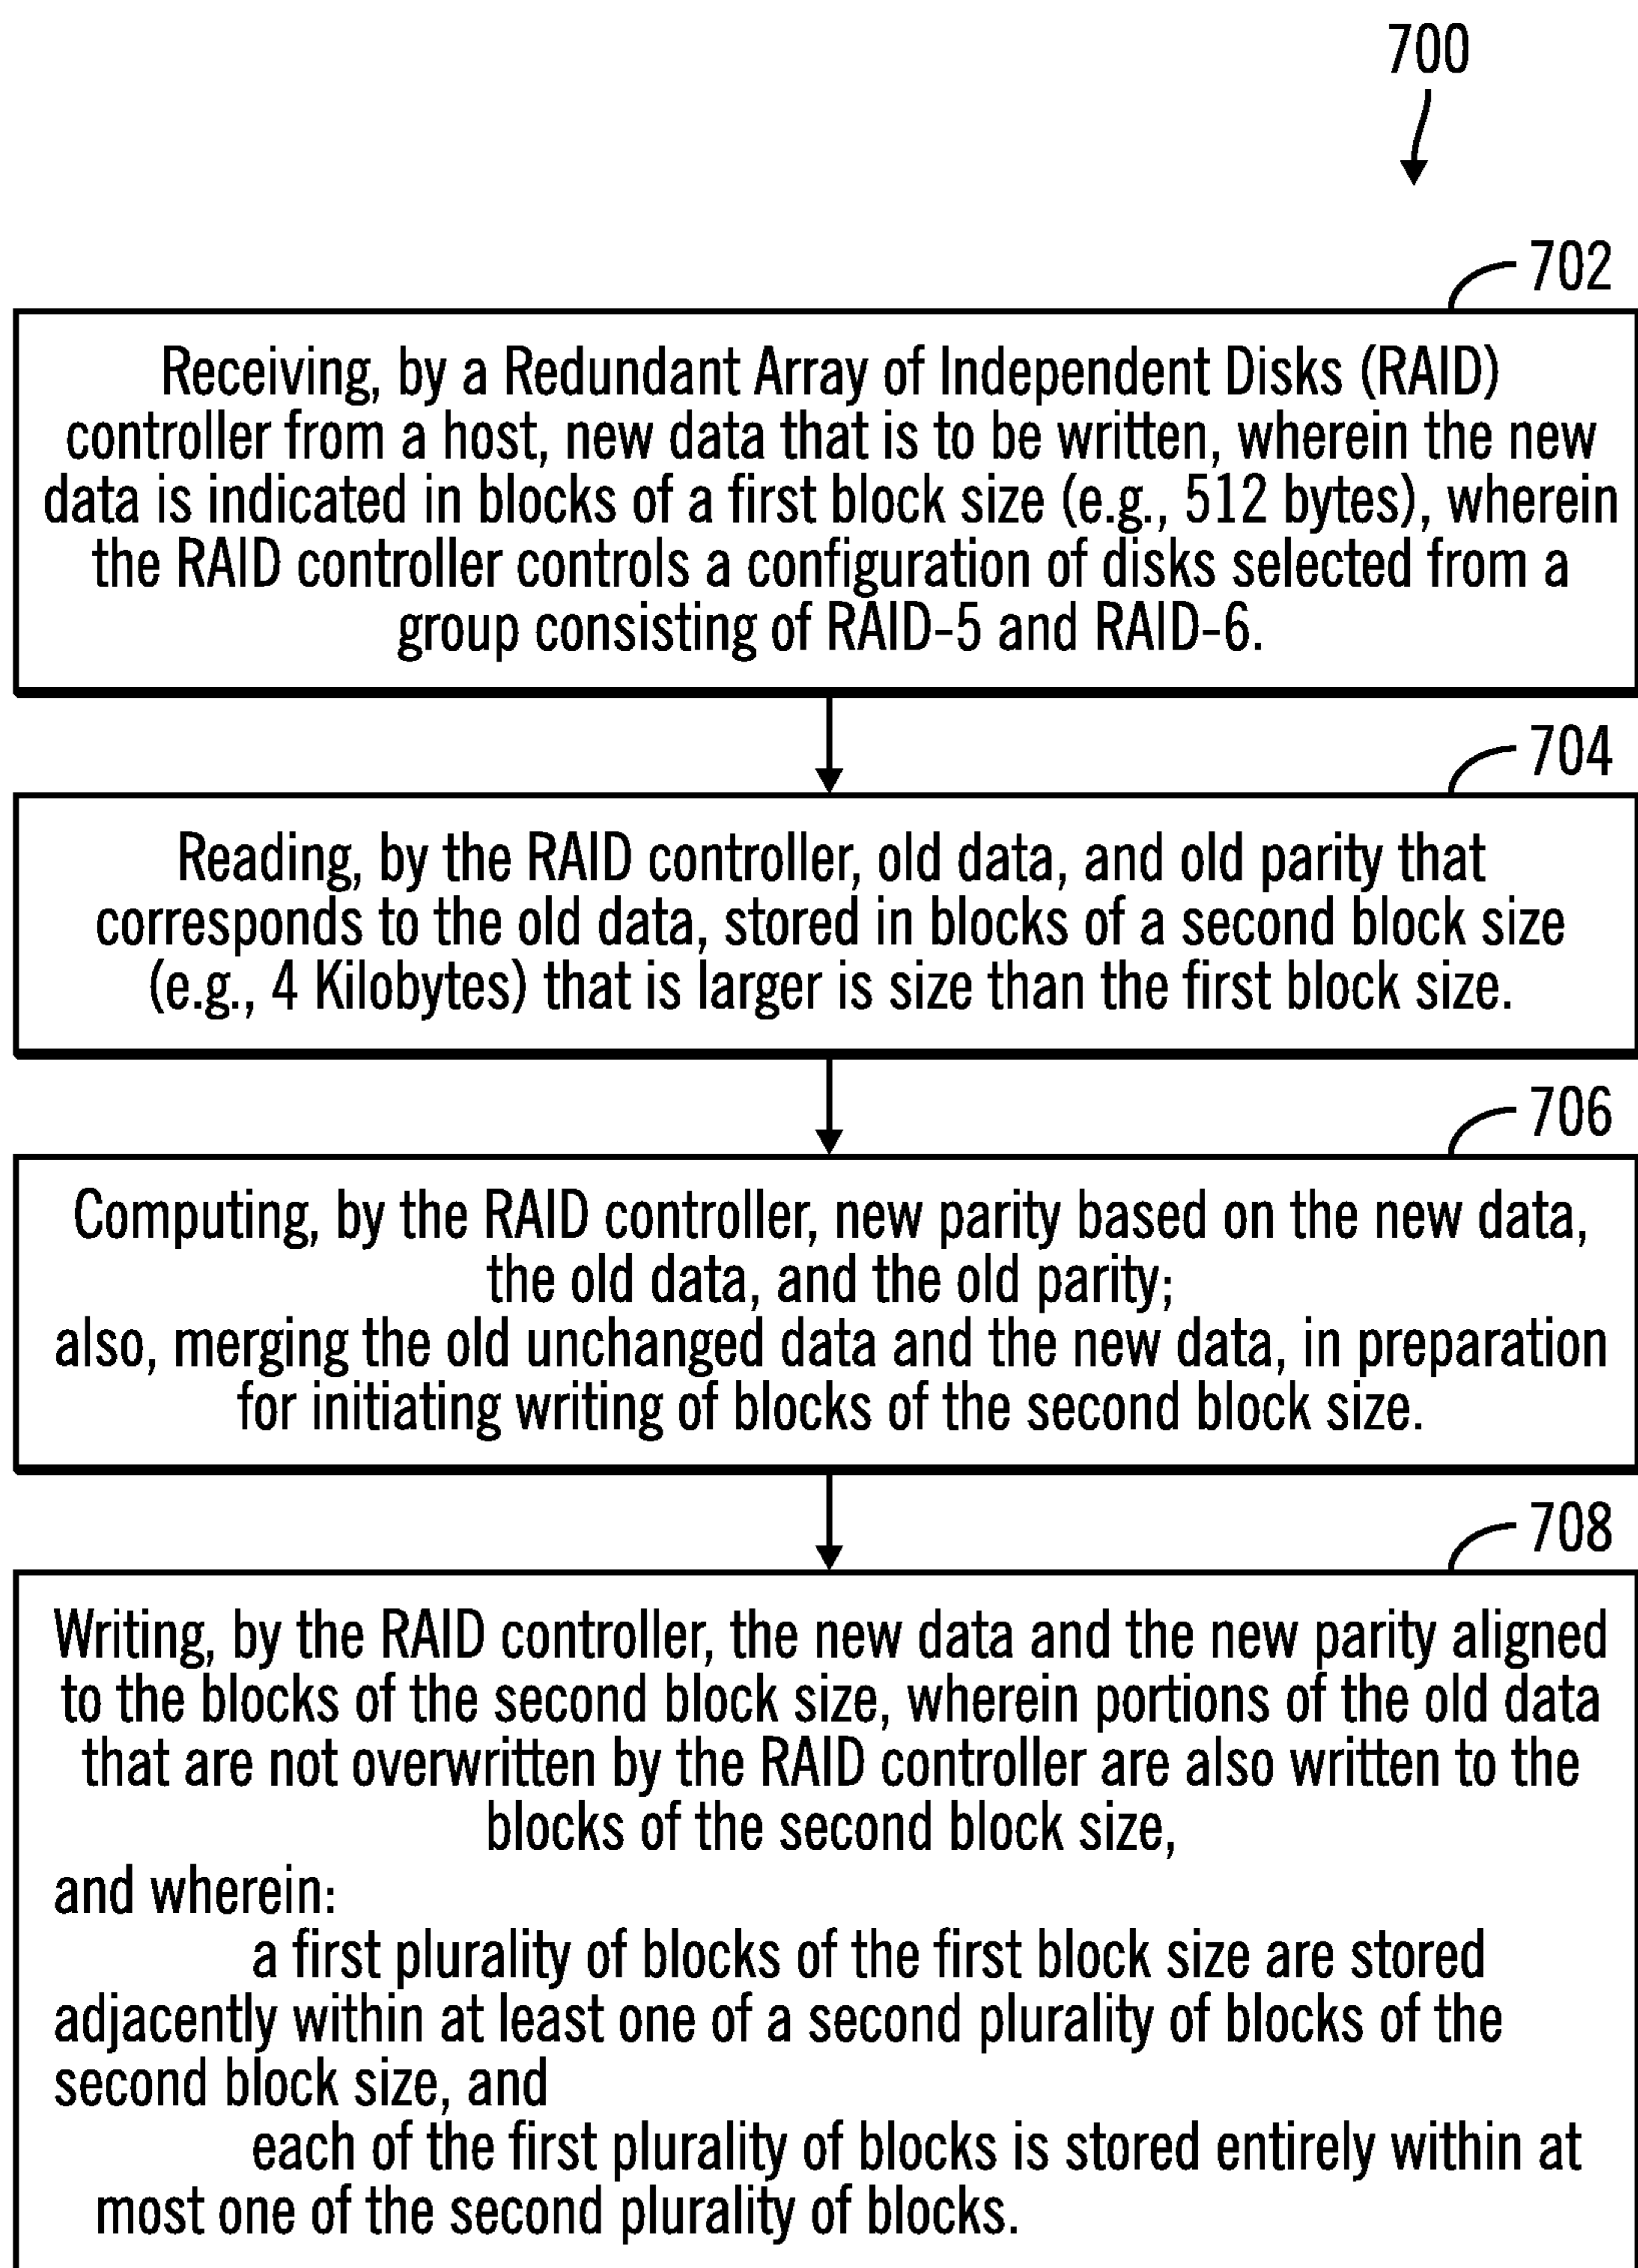 700
702
Receiving, by a Redundant Array of Independent Disks (RAID)
controller from a host, new data that is to be written, wherein the new
data is indicated in blocks of a first block size (e.g., 512 bytes), wherein
the RAID controller controls a configuration of disks selected from a
group consisting of RAID-5 and RAID-6.
704
Reading, by the RAID controller, old data, and old parity that
corresponds to the old data, stored in blocks of a second block size
(e.g., 4 Kilobytes) that is larger is size than the first block size.
706
Computing, by the RAID controller, new parity based on the new data,
the old data, and the old parity;
also, merging the old unchanged data and the new data, in preparation
for initiating writing of blocks of the second block size.
708
Writing, by the RAID controller, the new data and the new parity aligned
to the blocks of the second block size, wherein portions of the old data
that are not overwritten by the RAID controller are also written to the
blocks of the second block size,
and wherein:
a first plurality of blocks of the first block size are stored
adjacently within at least one of a second plurality of blocks of the
second block size, and
each of the first plurality of blocks is stored entirely within at
most one of the second plurality of blocks.